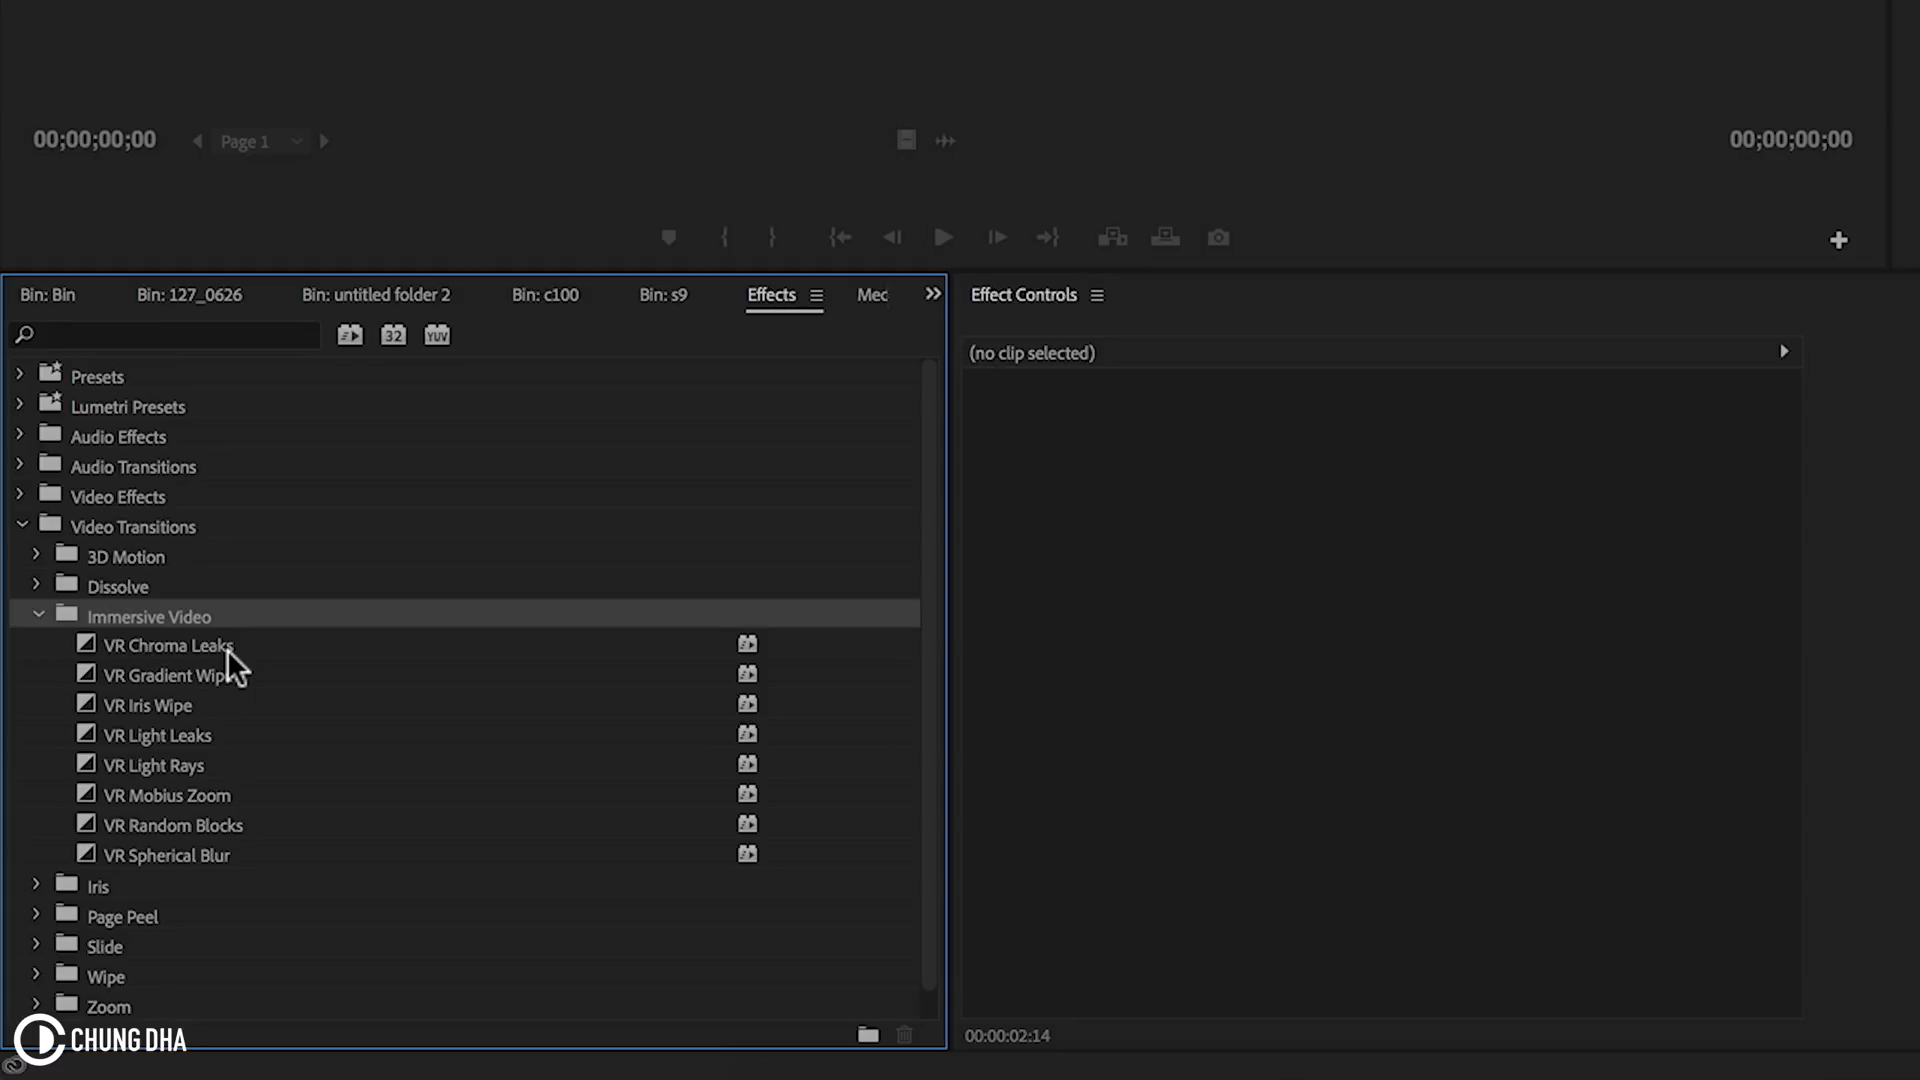 00;00;00;00
Page 1
00;00;00;00
Bin: Bin
Bin: 127_0626
Bin: untitled folder 2
Bin: c100
Bin: s9
Effects
Med
Effect Controls
32
YUV
(no clip selected)
Presets
Lumetri Presets
Audio Effects
Audio Transitions
Video Effects
Video Transitions
3D Motion
Dissolve
Immersive Video
VR Chroma Leaks
VR Gradient Wipe
VR Iris Wipe
VR Light Leaks
VR Light Rays
VR Mobius Zoom
VR Random Blocks
VR Spherical Blur
Iris
Page Peel
Slide
Wipe
Zoom
CHUNG DHA
00:00:02:14